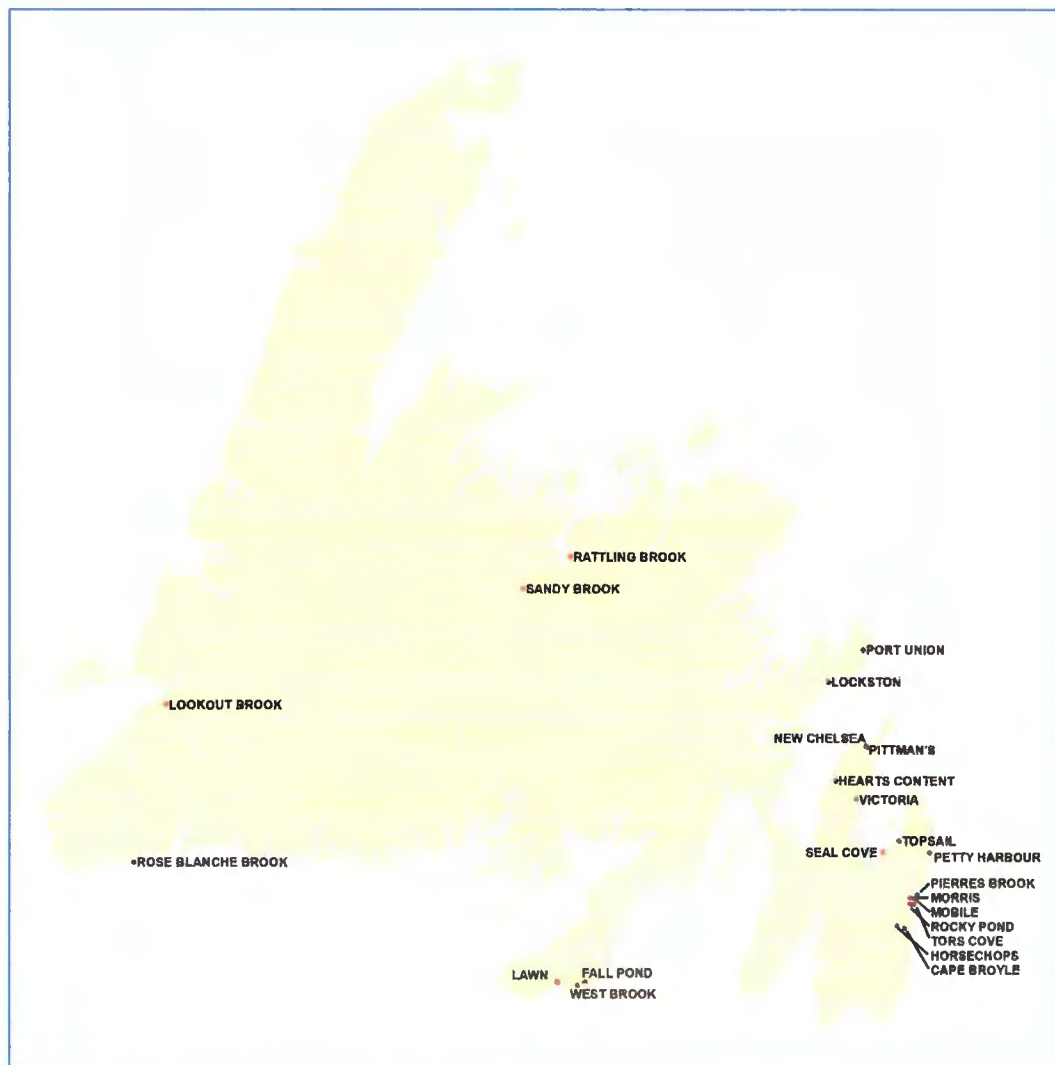 RATTLING BROOK
SANDY BROOK
PORT UNION
LOCKSTON
LOOKOUT BROOK
NEW CHELSEA
PITTMAN'S
HEARTS CONTENT
VICTORIA
TOPSAIL
SEAL COVE
PETTY HARBOUR
ROSE BLANCHE BROOK
PIERRES BROOK
MORRIS
MOBILE
ROCKY POND
TORS COVE
HORSECHOPS
CAPE BROYLE
LAWN
FALL POND
WEST BROOK